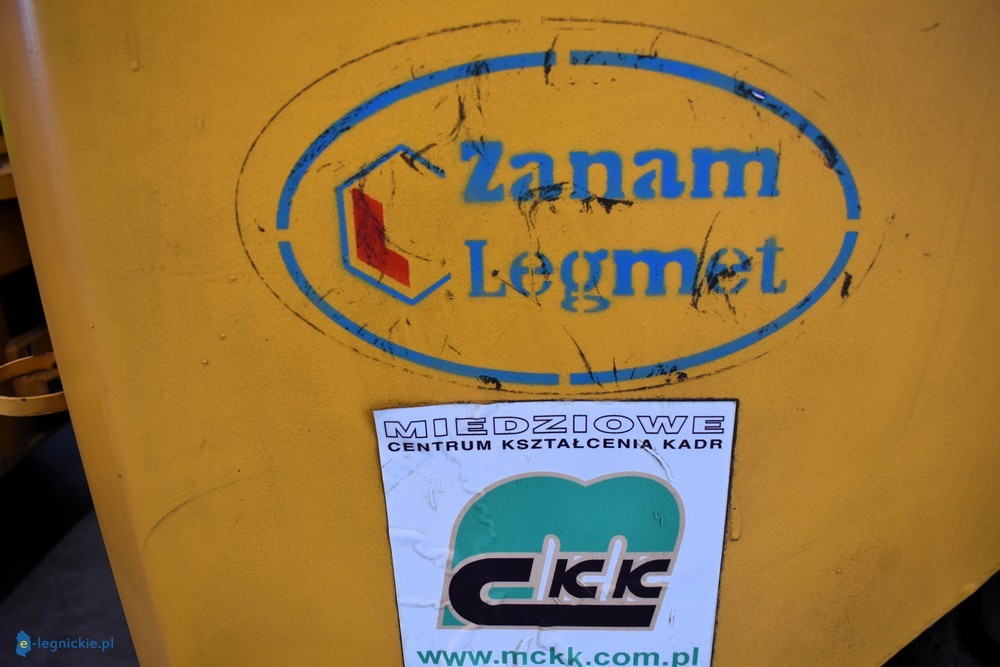 Zanam
Legmet
L
MIEDZIOWE
CENTRUM KSZTAŁCENIA KADR
CKK
www.mckk.com.pl
e-legnickie.pl